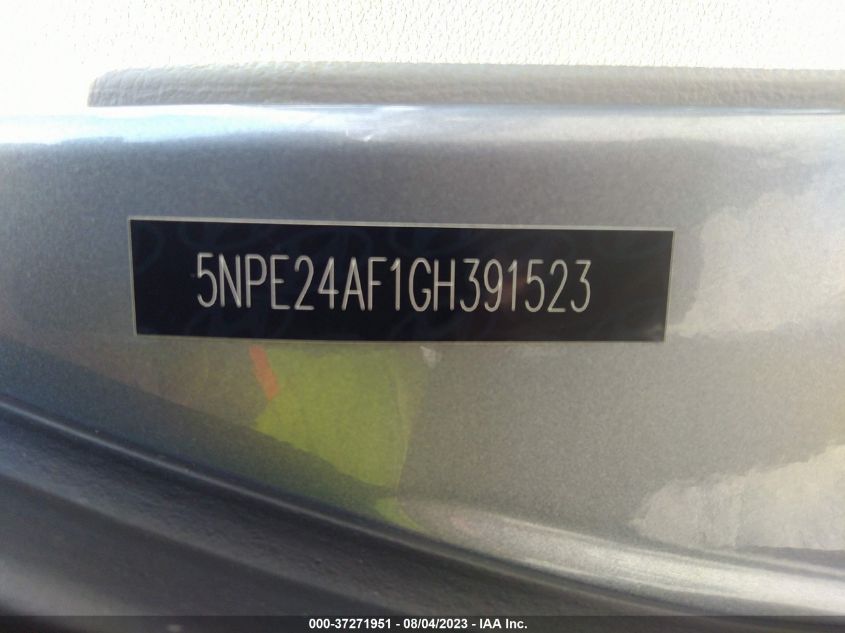 5NPE24AF1GH391523
000-37271951 - 08/04/2023 - IAA Inc.